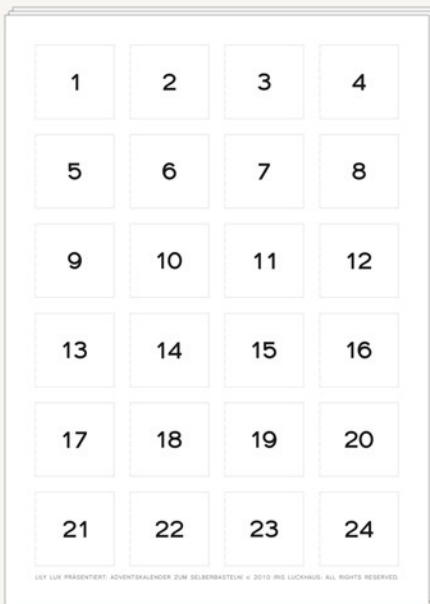 1 2 3 4
5 6 7 8
9 10 11 12
13 14 15 16
17 18 19 20
21 22 23 24
LILY LUX PRÄSENTIERT: ADVENTSKALENDER ZUM SELBERBASTELN! © 2010 IRIS LUCKHAUS; ALL RIGHTS RESERVED.